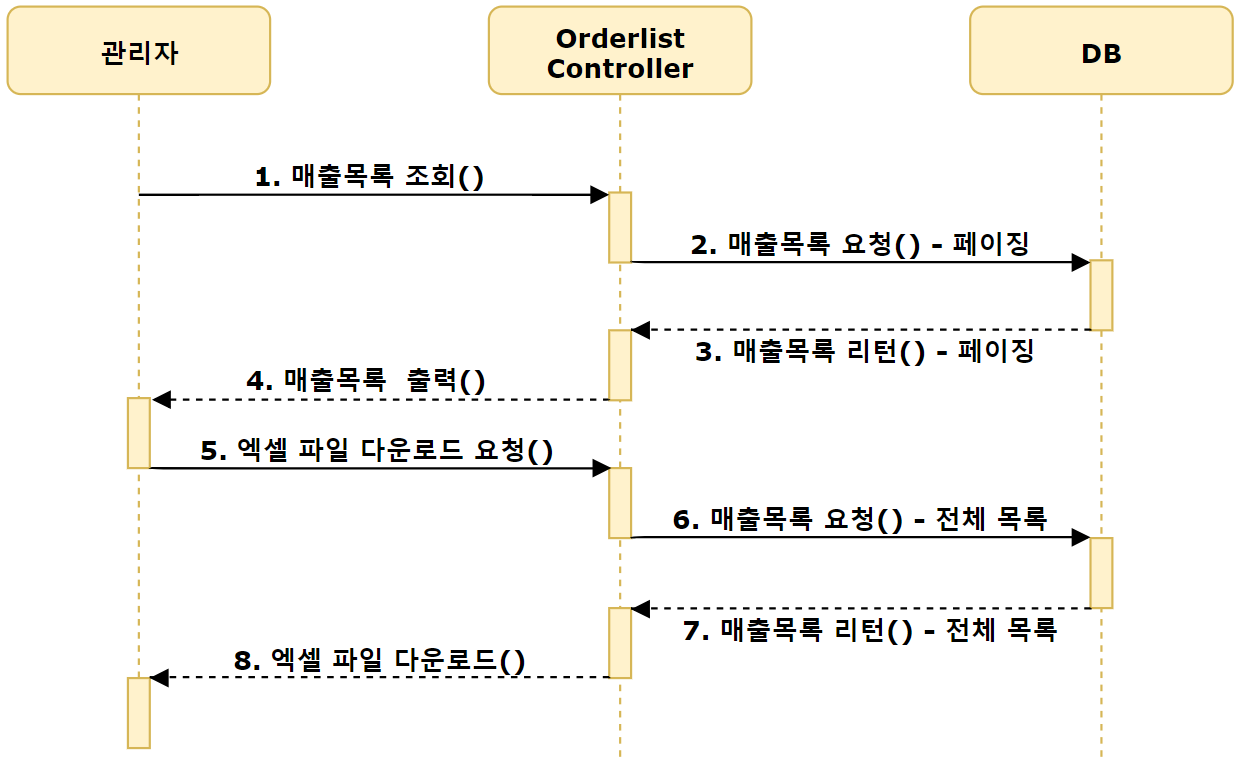 관리자
Orderlist
Controller
DB
1. 매출목록 조회()
2. 매출목록 요청() - 페이징
3. 매출목록 리턴() - 페이징
4. 매출목록  출력()
5. 엑셀 파일 다운로드 요청()
6. 매출목록 요청() - 전체 목록
7. 매출목록 리턴() - 전체 목록
8. 엑셀 파일 다운로드()